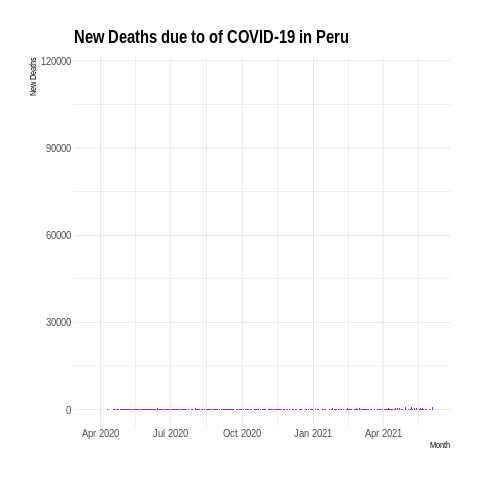 New Deaths due to of COVID-19 in Peru
New Deaths
120000
90000
60000
30000
0
Apr 2020 Jul 2020 Oct 2020 Jan 2021 Apr 2021
Month